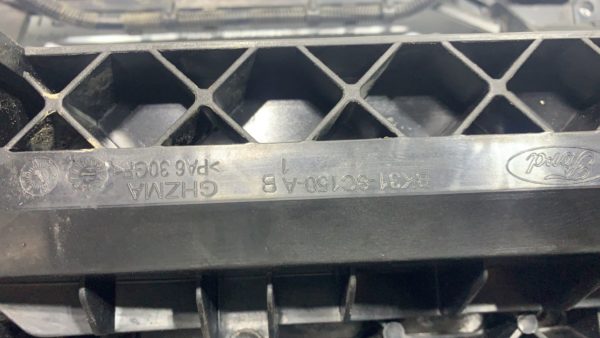 Ford
BK31-8C150-A B
1
GHZMA
>PA6 30GF<